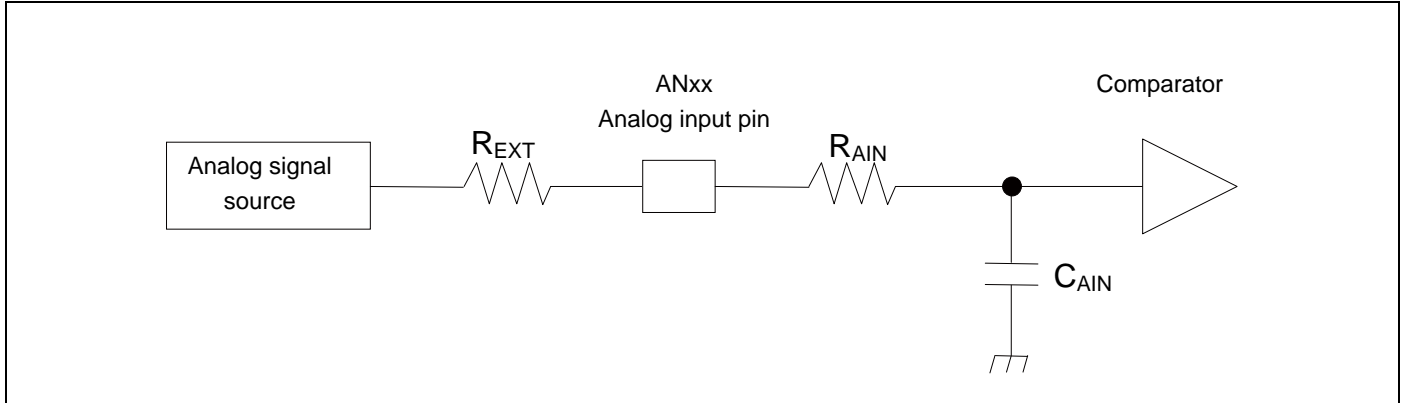 ANxx
Analog input pin
Comparator
Analog signal
source
REXT
RAIN
CAIN